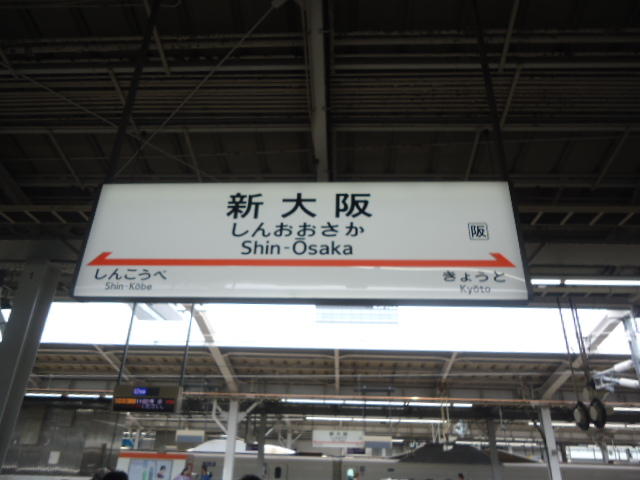 新大阪
しんおおさか
Shin-Ōsaka
阪
しんこうべ
Shin-Kōbe
きょうと
Kyōto